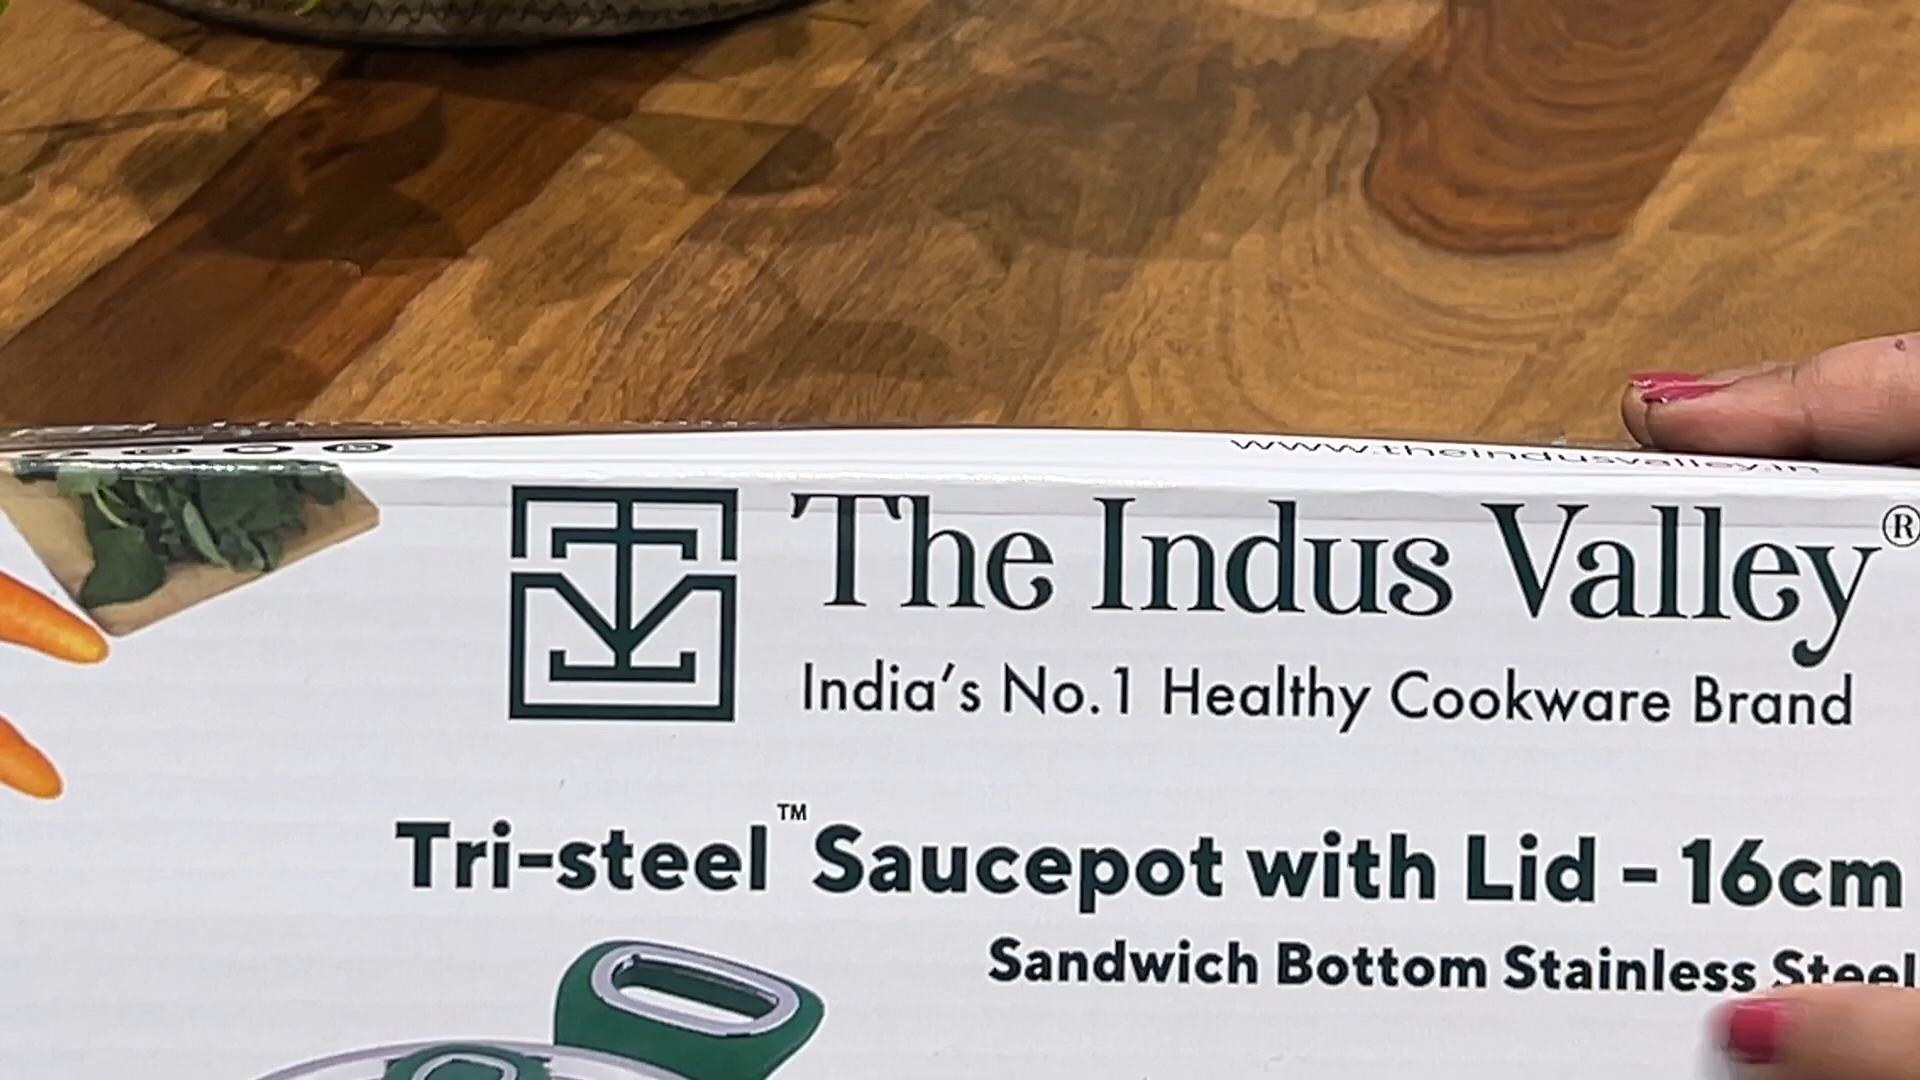 www.theindusvalley.in
The Indus Valley®
India's No.1 Healthy Cookware Brand
Tri-steel™ Saucepot with Lid - 16cm
Sandwich Bottom Stainless Steel